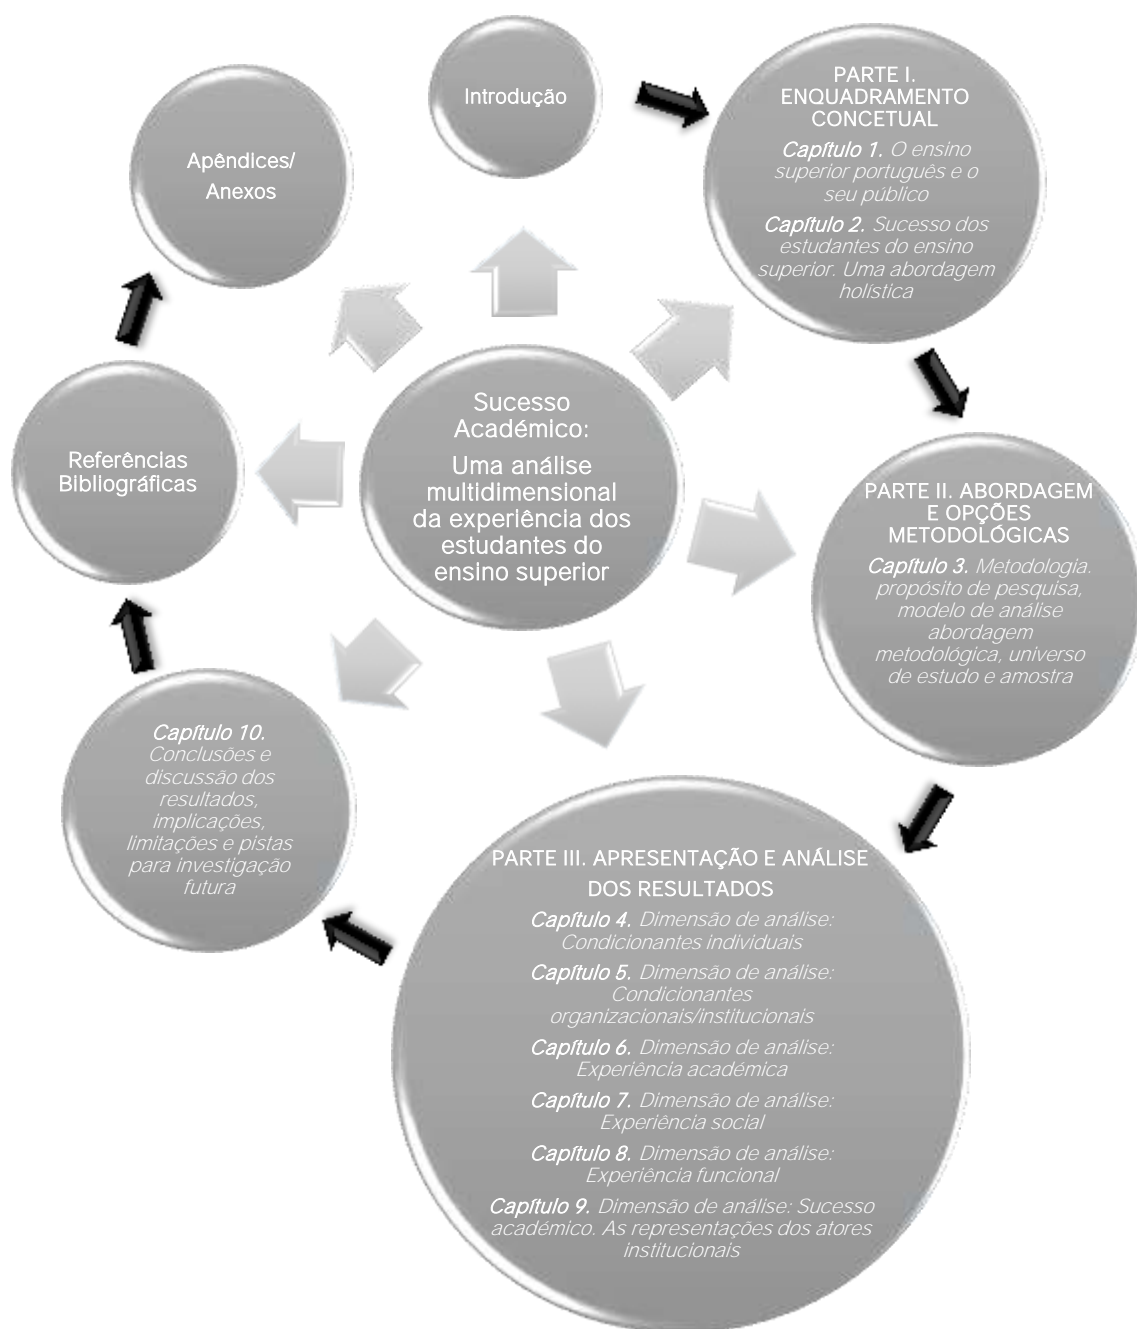 Introdução
PARTE I.
ENQUADRAMENTO
CONCETUAL
Capítulo 1. O ensino
superior português e o
seu público
Capítulo 2. Sucesso dos
estudantes do ensino
superior. Uma abordagem
holística
PARTE II. ABORDAGEM
E OPÇÕES
METODOLÓGICAS
Capítulo 3. Metodologia.
propósito de pesquisa,
modelo de análise
abordagem
metodológica, universo
de estudo e amostra
PARTE III. APRESENTAÇÃO E ANÁLISE
DOS RESULTADOS
Capítulo 4. Dimensão de análise:
Condicionantes individuais
Capítulo 5. Dimensão de análise:
Condicionantes
organizacionais/institucionais
Capítulo 6. Dimensão de análise:
Experiência académica
Capítulo 7. Dimensão de análise:
Experiência social
Capítulo 8. Dimensão de análise:
Experiência funcional
Capítulo 9. Dimensão de análise: Sucesso
académico. As representações dos atores
institucionais
Capítulo 10.
Conclusões e
discussão dos
resultados,
implicações,
limitações e pistas
para investigação
futura
Referências
Bibliográficas
Apêndices/
Anexos
Sucesso
Académico:
Uma análise
multidimensional
da experiência dos
estudantes do
ensino superior